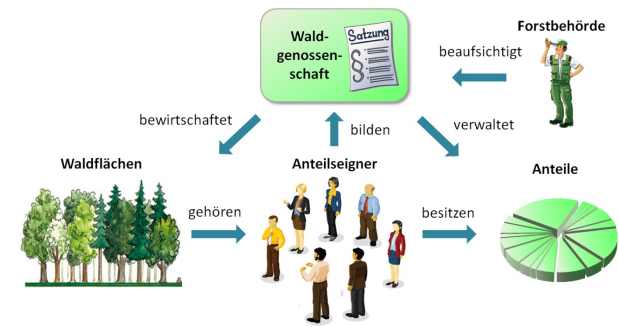 Forstbehörde
Wald-
genossen-
schaft
Satzung
§
beaufsichtigt
bewirtschaftet
bilden
verwaltet
Waldflächen
Anteilseigner
Anteile
gehören
besitzen